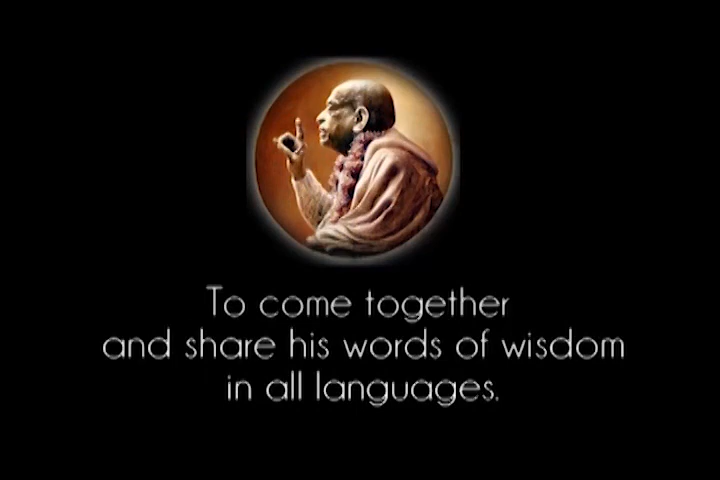 To come together
and share his words of wisdom
in all languages.